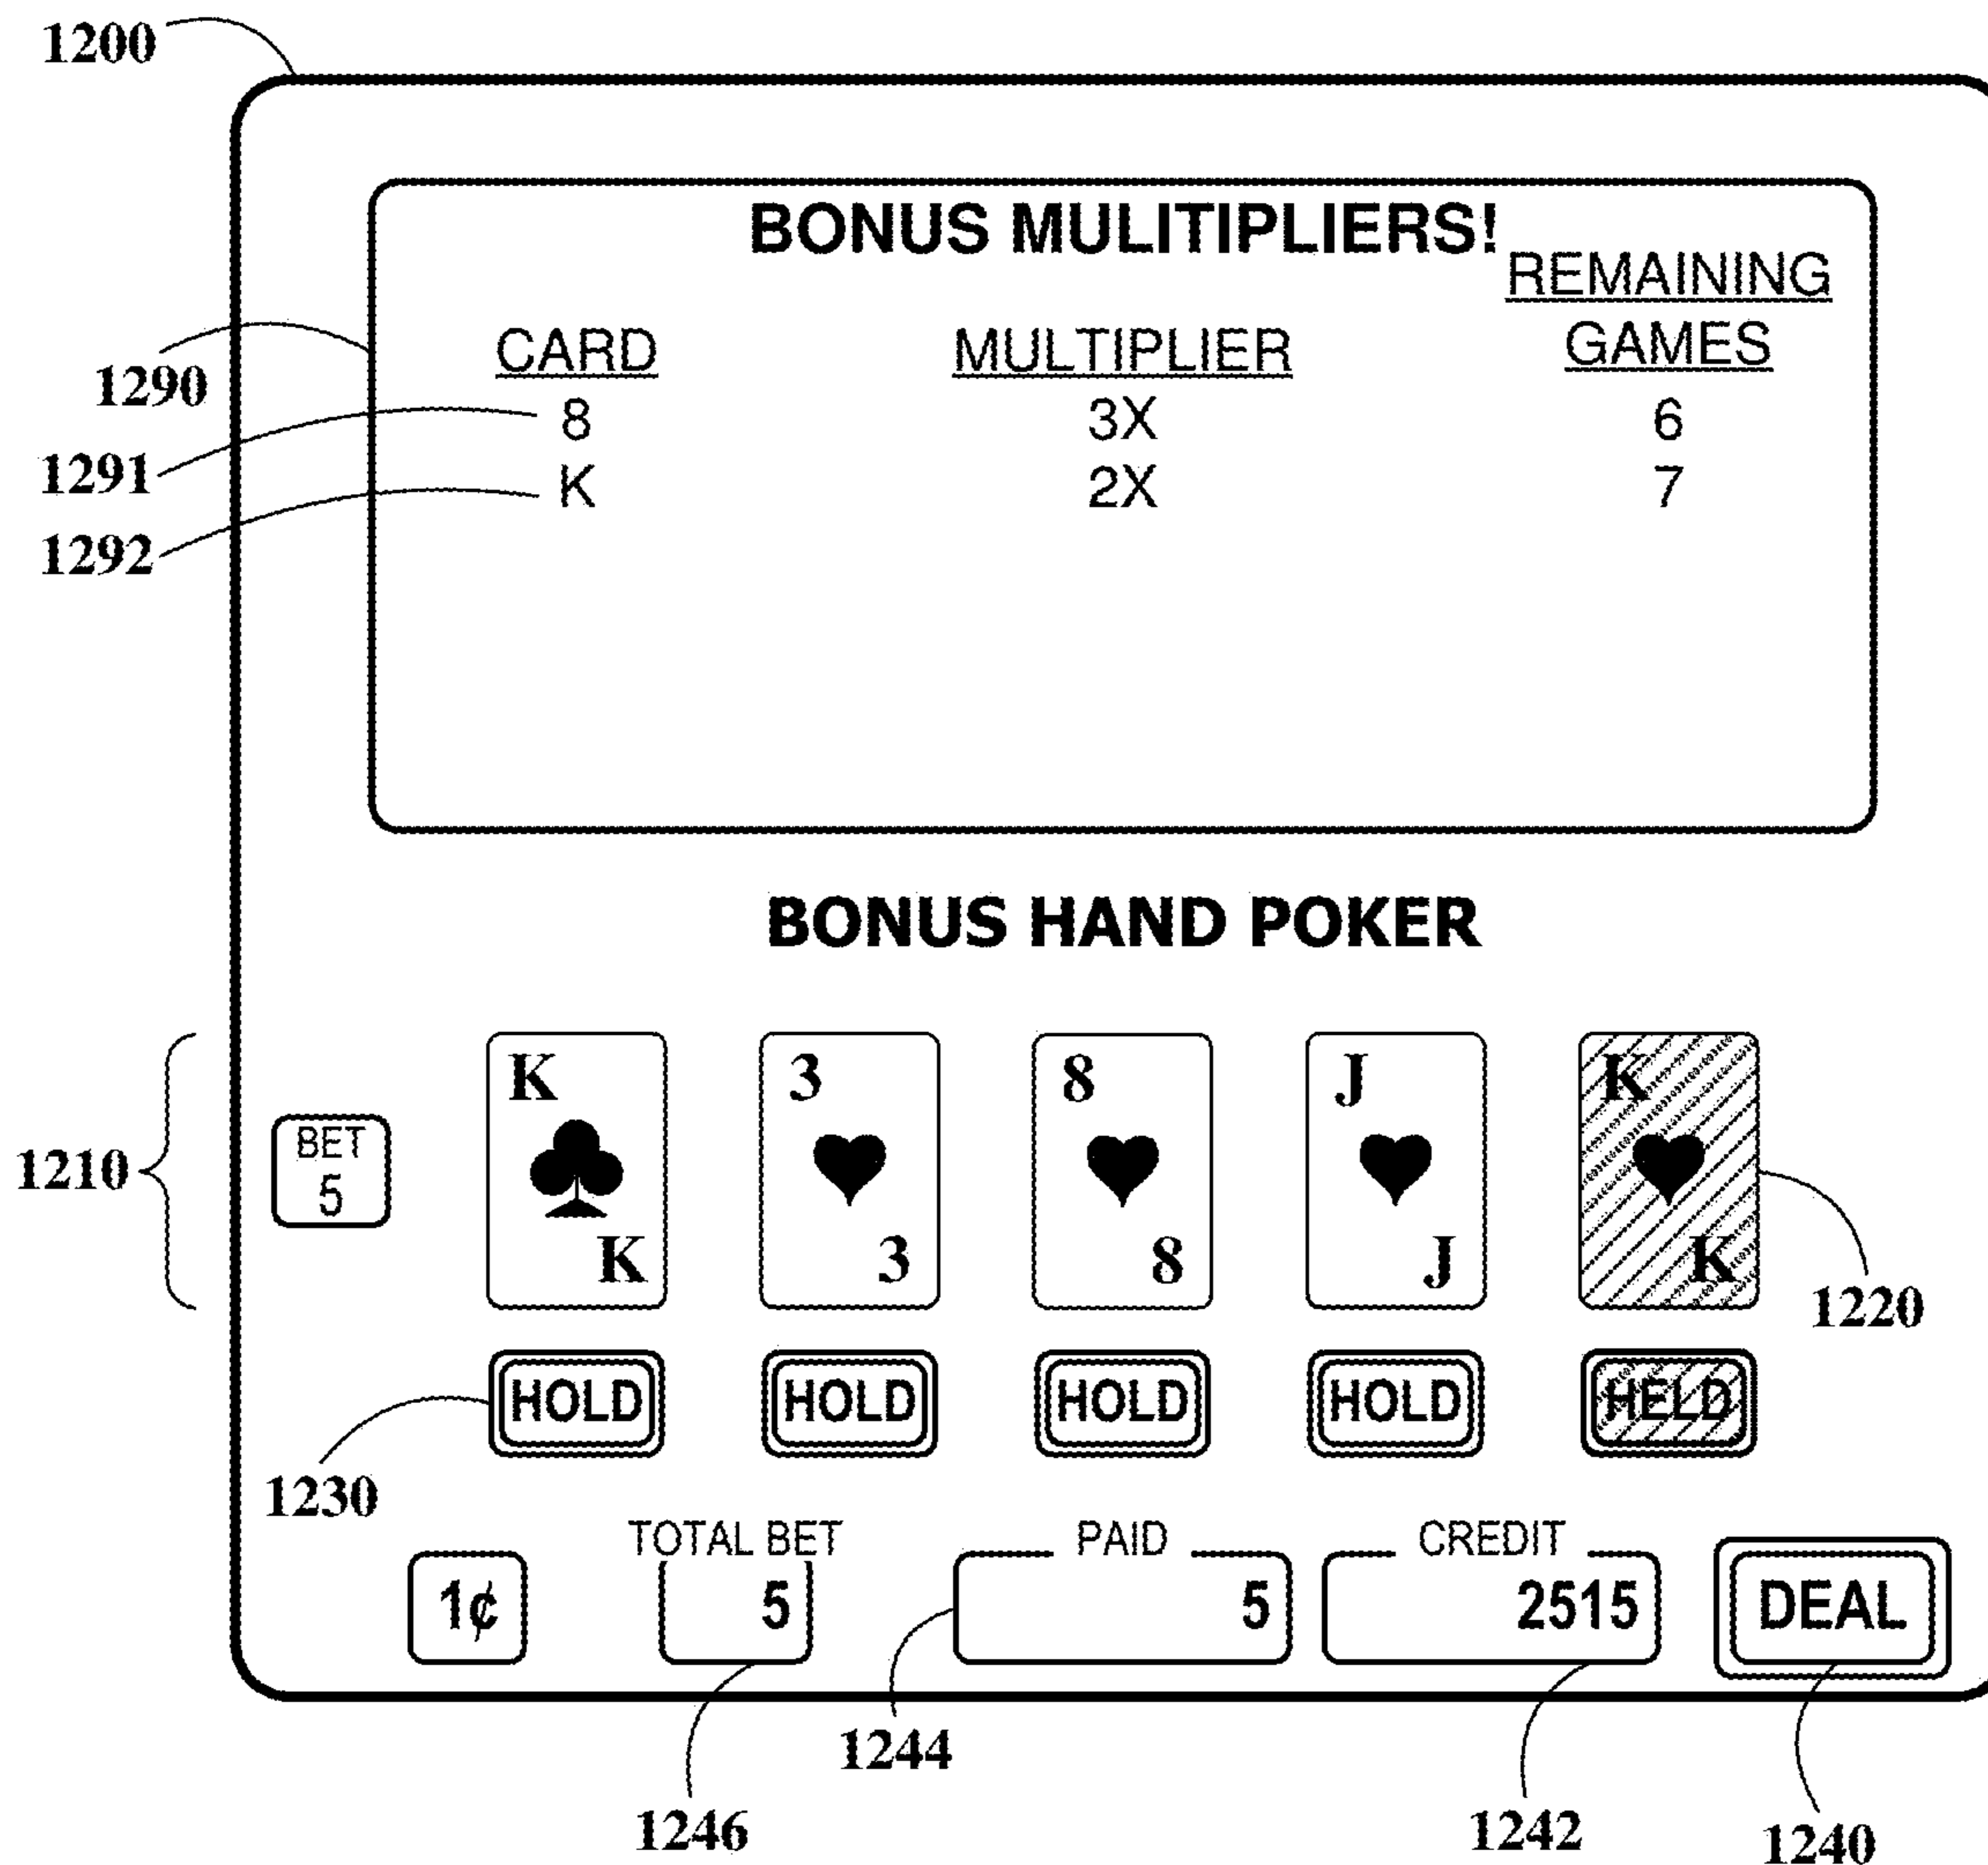 1200
BONUS MULITIPLIERS!
REMAINING
CARD MULTIPLIER GAMES
1290
8 3X 6
1291
K 2X 7
1292
BONUS HAND POKER
K 3 8 J K
BET
5
1210
K 3 8 J K
1220
HOLD HOLD HOLD HOLD HELD
1230
TOTAL BET PAID CREDIT
1¢ 5 5 2515 DEAL
1244
1246 1242 1240